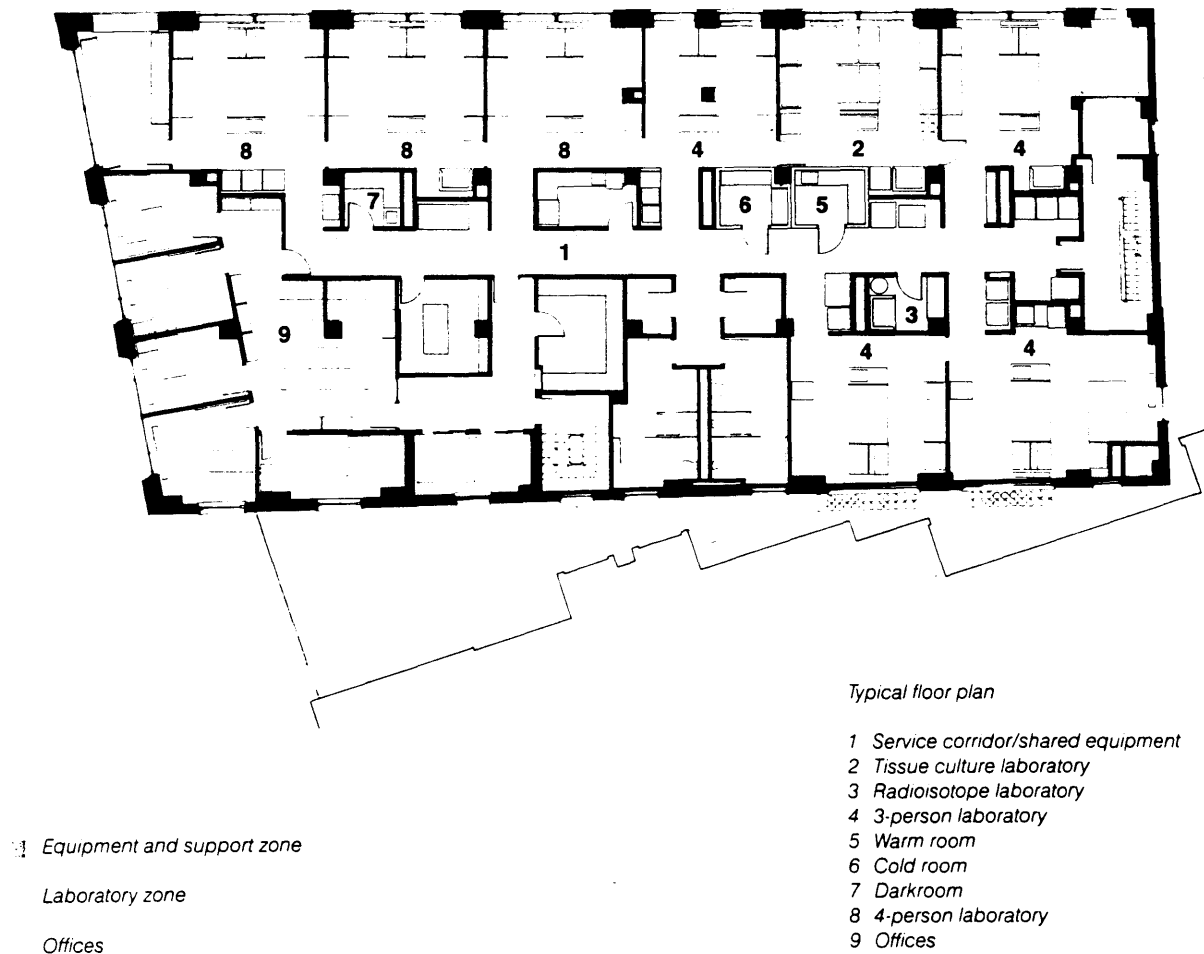 8
8
8
4
2
4
7
6
5
1
3
9
4
4
Typical floor plan
1 Service corridor/shared equipment
2 Tissue culture laboratory
3 Radioisotope laboratory
4 3-person laboratory
5 Warm room
6 Cold room
7 Darkroom
8 4-person laboratory
9 Offices
Equipment and support zone
Laboratory zone
Offices